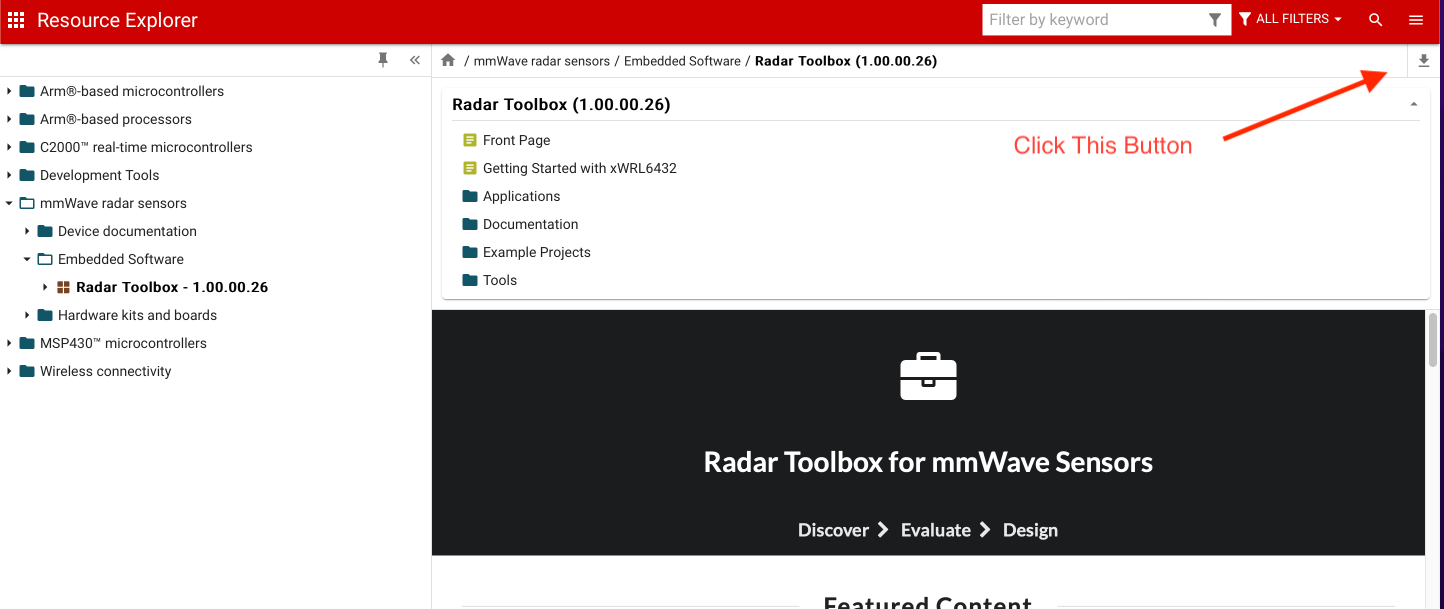 Resource Explorer
Filter by keyword
ALL FILTERS
/ mmWave radar sensors / Embedded Software / Radar Toolbox (1.00.00.26)
Arm®-based microcontrollers
Arm®-based processors
C2000™ real-time microcontrollers
Development Tools
mmWave radar sensors
Device documentation
Embedded Software
Radar Toolbox - 1.00.00.26
Hardware kits and boards
MSP430™ microcontrollers
Wireless connectivity
Radar Toolbox (1.00.00.26)
Front Page
Getting Started with xWRL6432
Applications
Documentation
Example Projects
Tools
Click This Button
Radar Toolbox for mmWave Sensors
Discover > Evaluate > Design
Featured Content